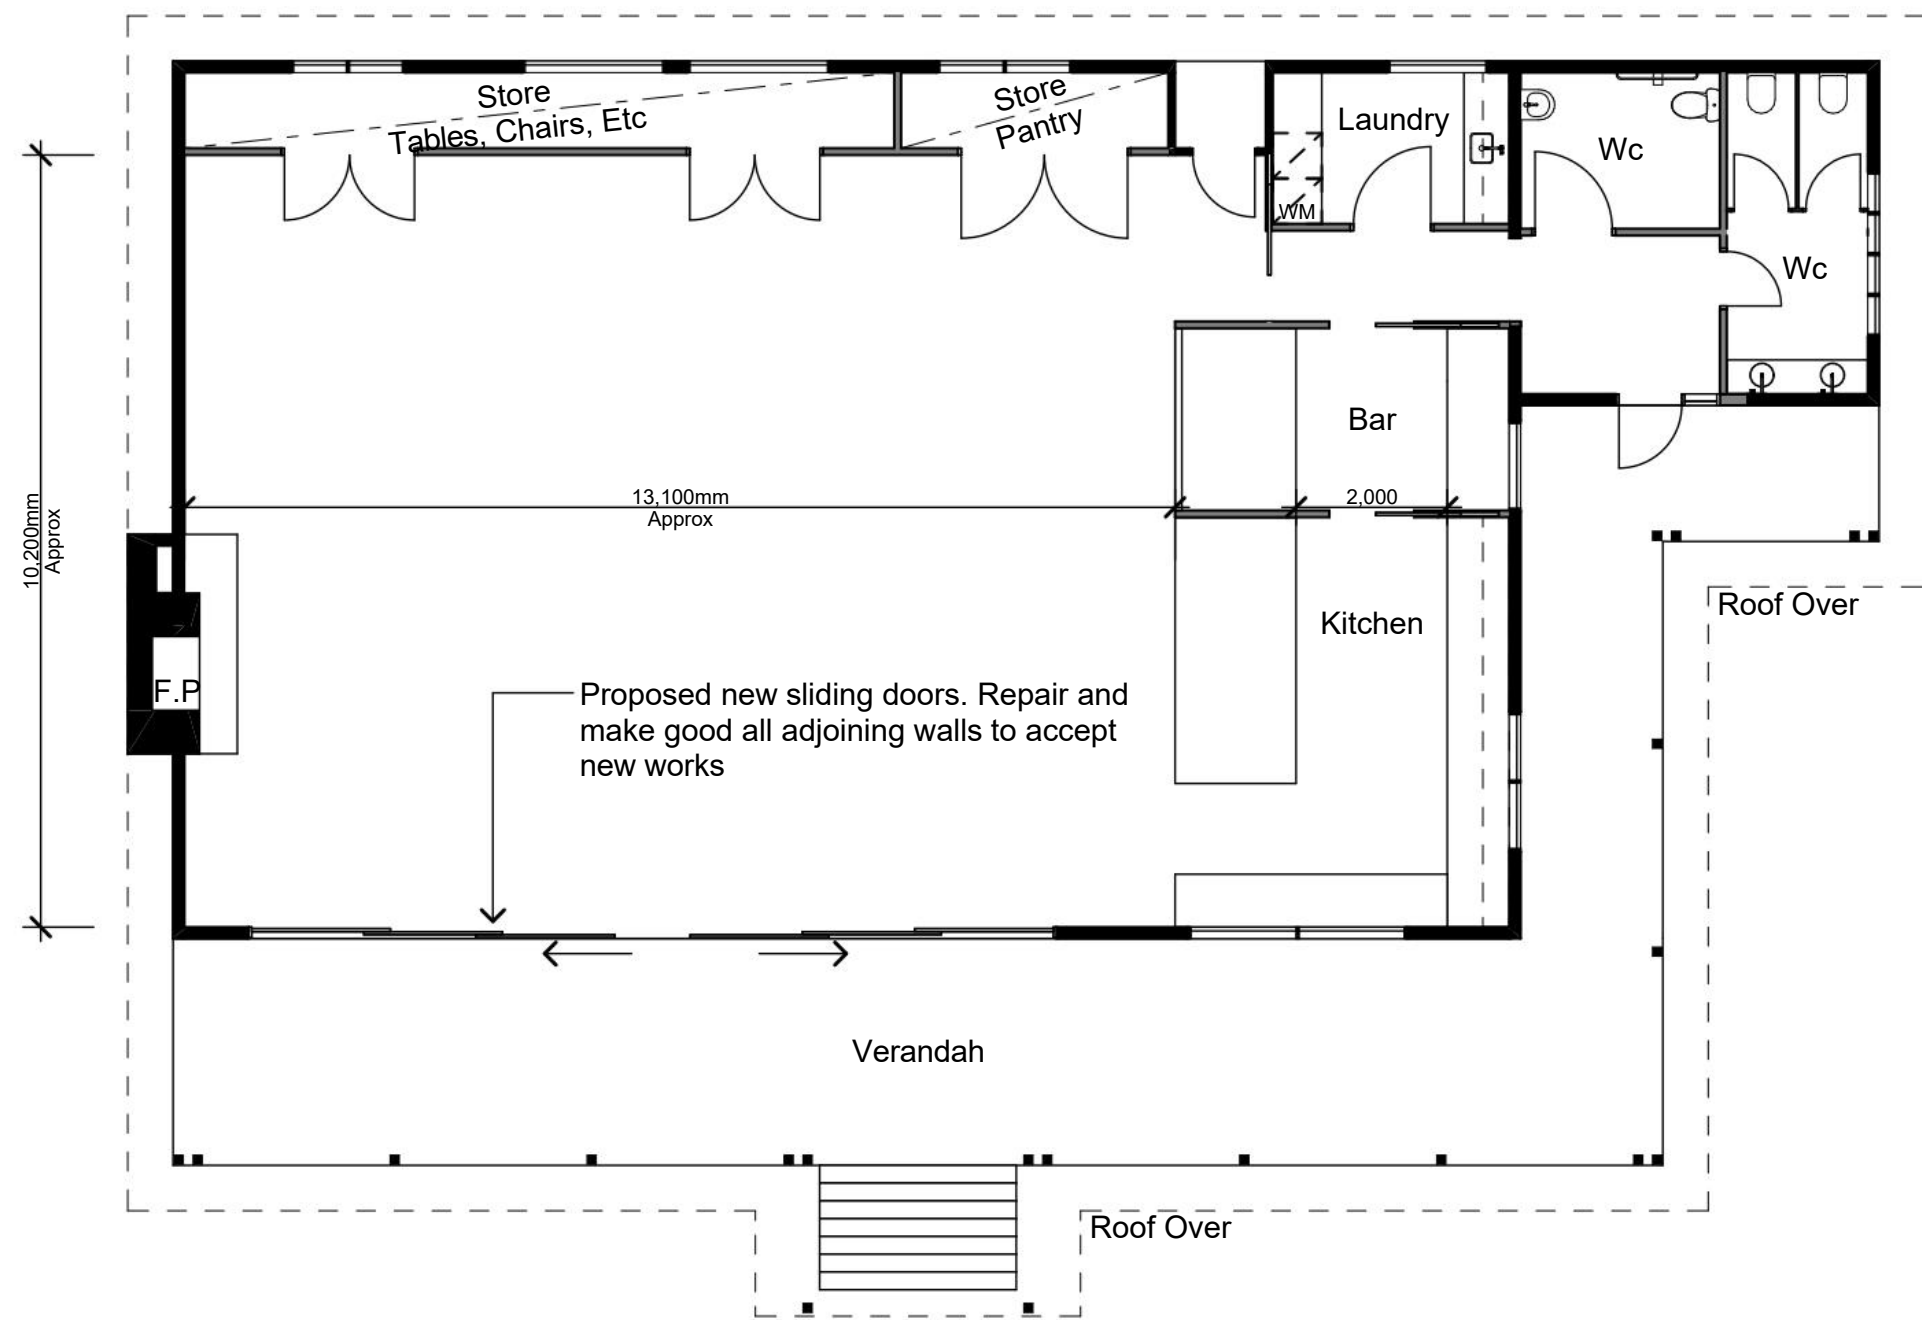 Store
Tables, Chairs, Etc
Store
Pantry
Laundry
WM
Wc
Wc
Bar
13,100mm
Approx
2,000
10,200mm
Approx
Kitchen
Roof Over
F.P
Proposed new sliding doors. Repair and
make good all adjoining walls to accept
new works
Verandah
Roof Over